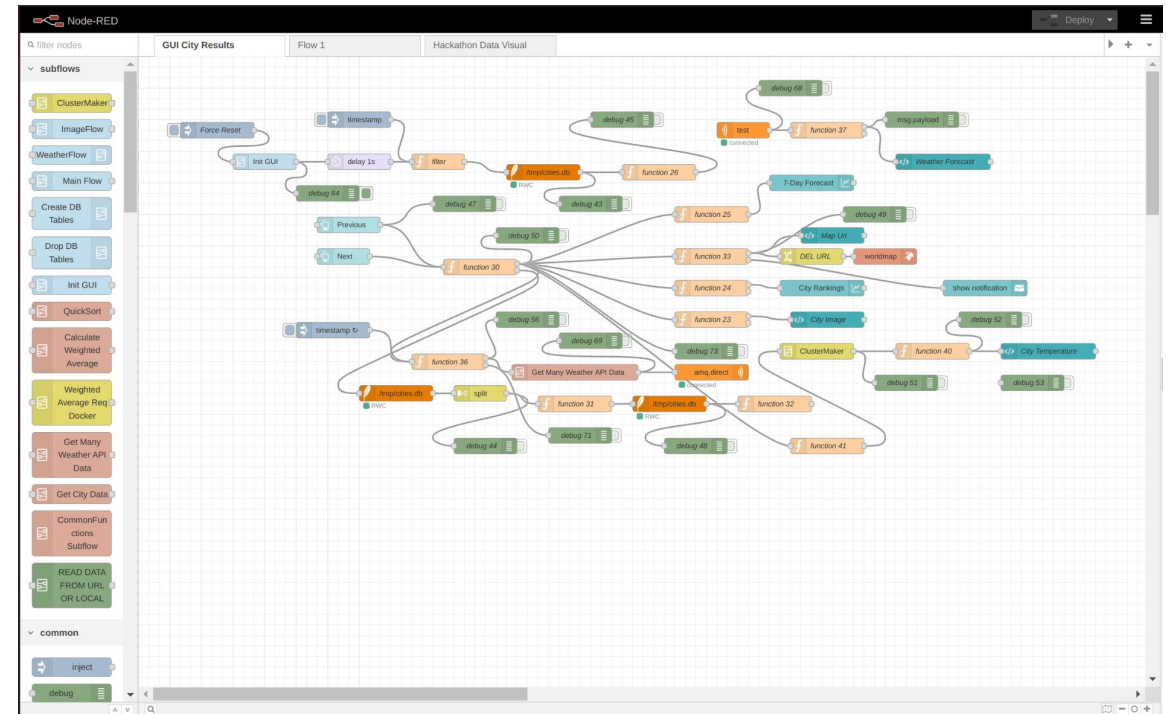 Node-RED
Deploy
filter nodes
GUI City Results
Flow 1
Hackathon Data Visual
subflows
ClusterMaker
ImageFlow
WeatherFlow
Main Flow
Create DB
Tables
Drop DB
Tables
Init GUI
QuickSort
Calculate
Weighted
Average
Weighted
Average Req
Docker
Get Many
Weather API
Data
Get City Data
CommonFun
ctions
Subflow
READ DATA
FROM URL
OR LOCAL
common
inject
debug
debug 68
Force Reset
timestamp
debug 45
test
connected
function 37
msg.payload
Init GUI
delay 1s
filter
/tmp/cities.db
RWC
function 26
Weather Forecast
debug 84
debug 47
debug 43
7-Day Forecast
Previous
debug 50
function 25
debug 49
Map Url
Next
function 30
function 33
DEL URL
worldmap
function 24
City Rankings
show notification
timestamp ↻
debug 56
function 23
City Image
debug 52
debug 69
function 36
debug 73
ClusterMaker
function 40
City Temperature
Get Many Weather API Data
amq.direct
connected
debug 51
debug 53
/tmp/cities.db
RWC
split
function 31
/tmp/cities.db
RWC
function 32
debug 44
debug 71
debug 48
function 41